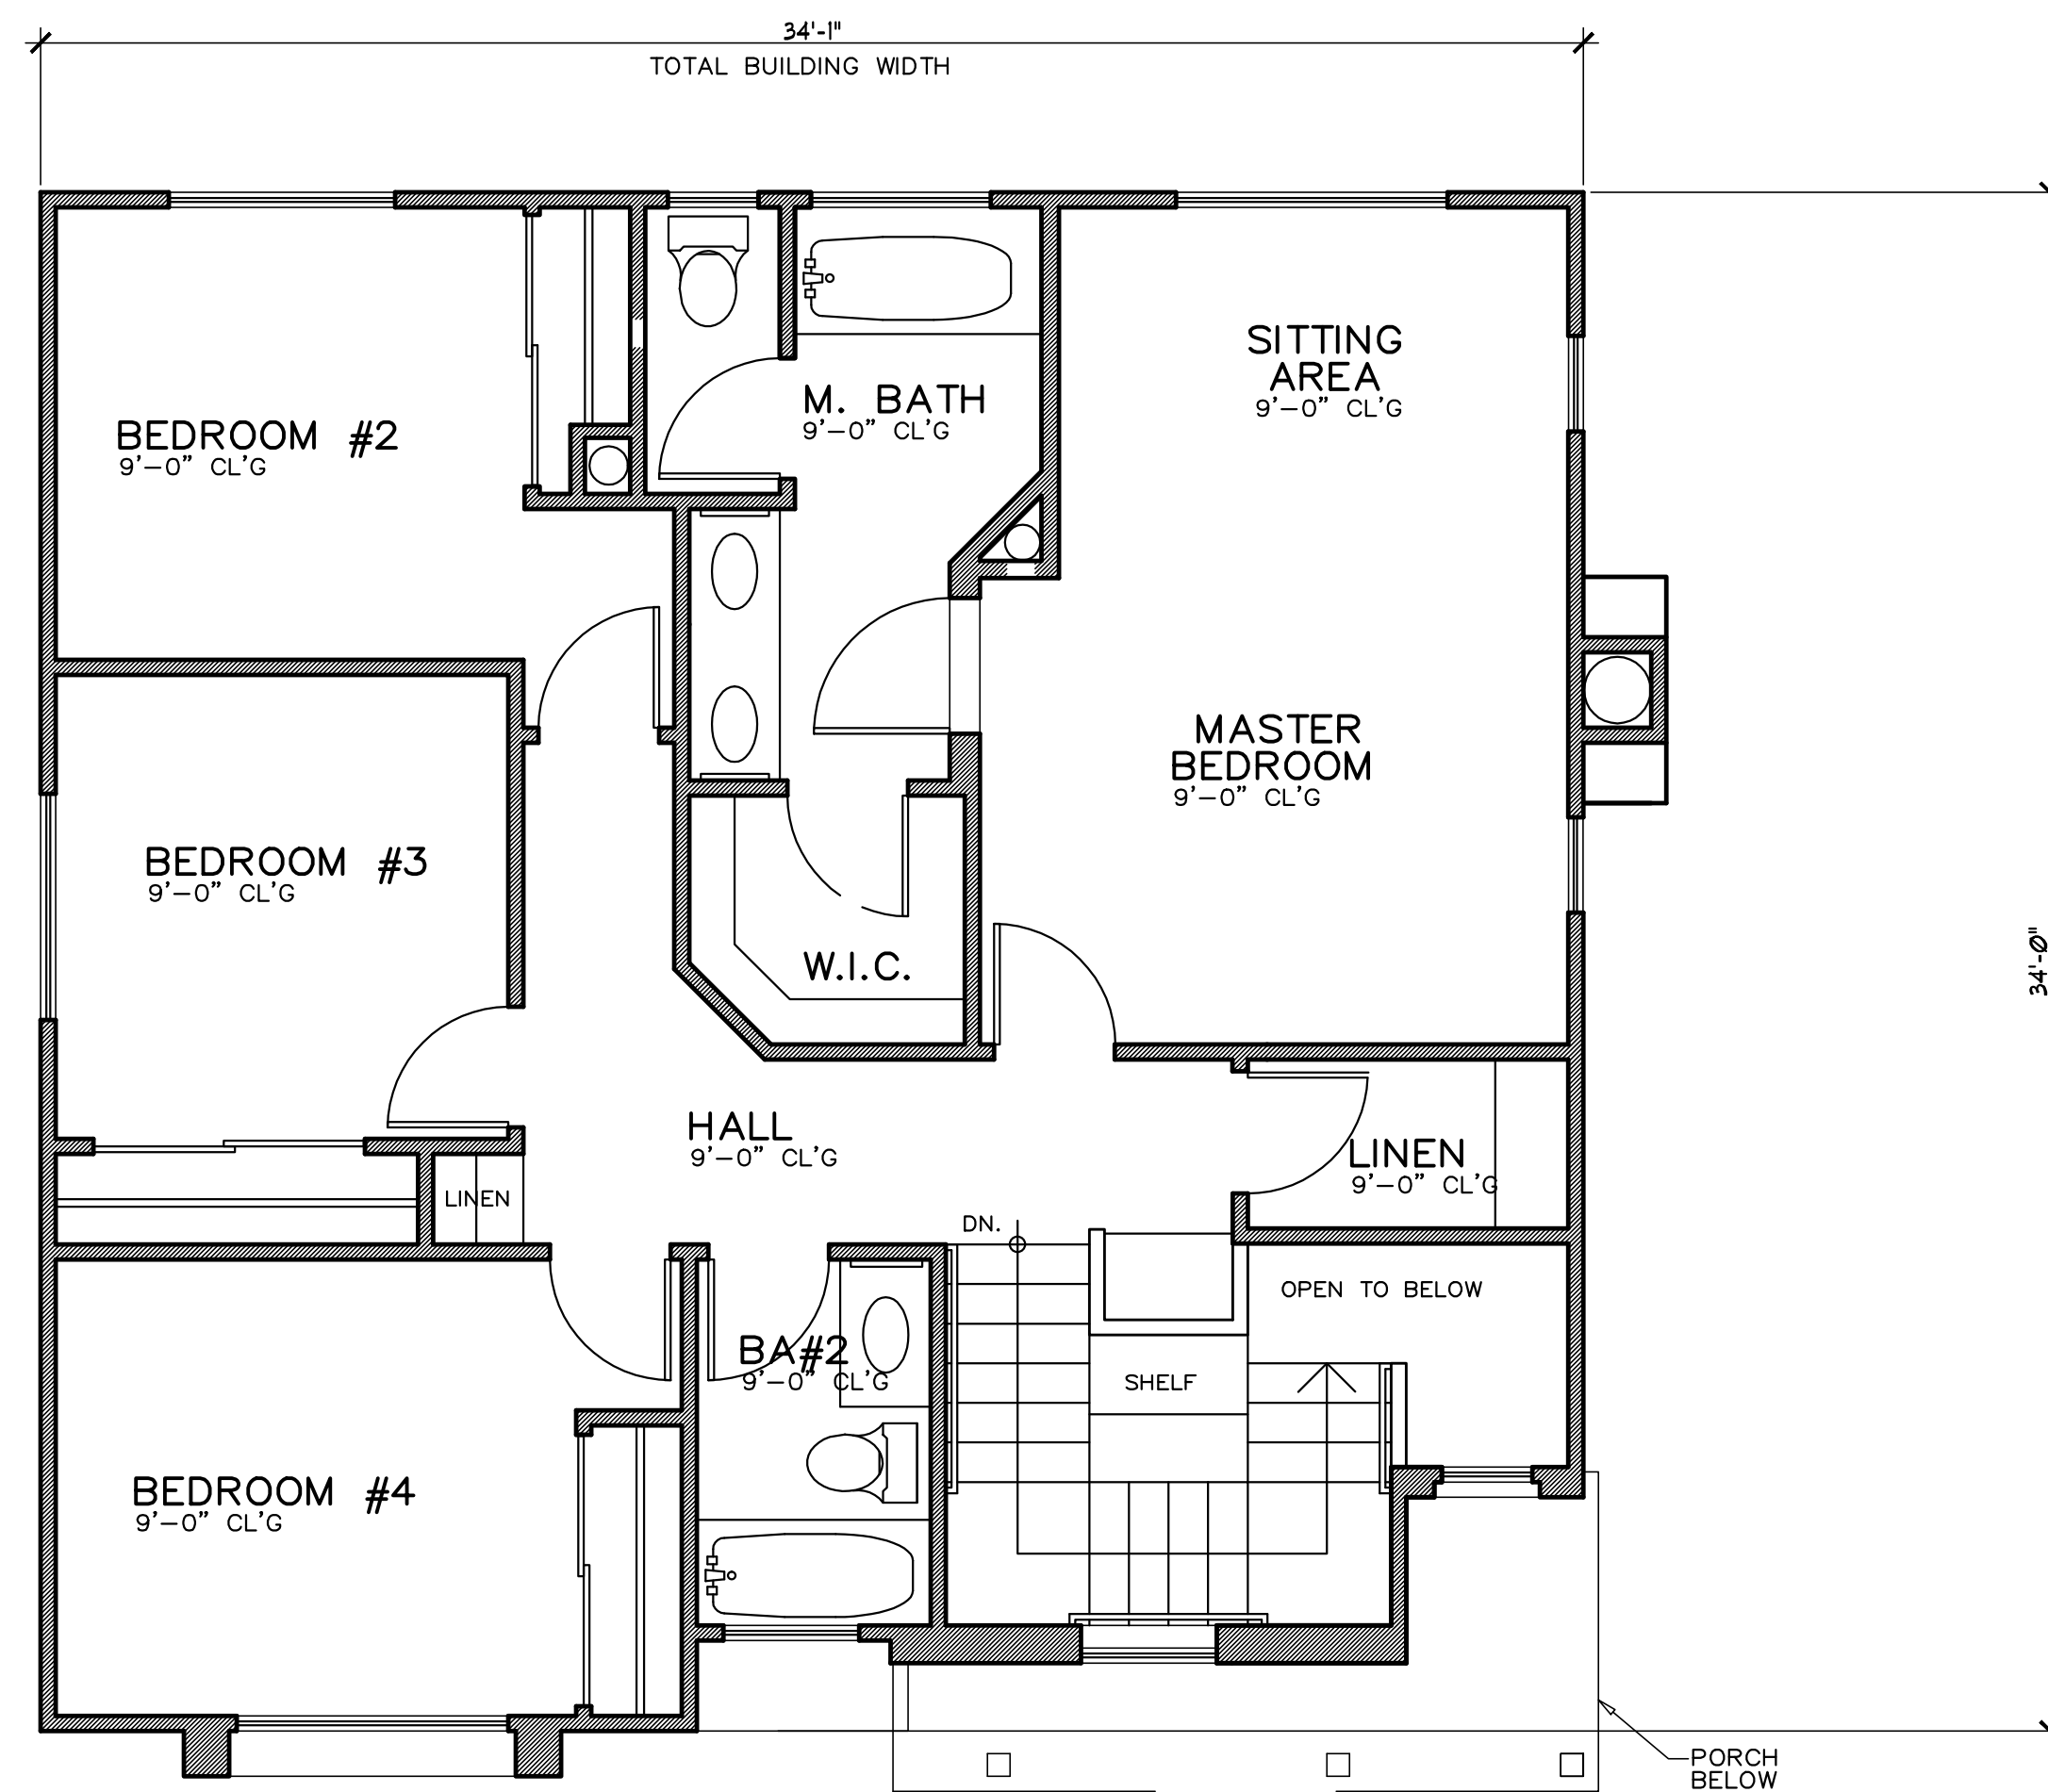 34'-1"
TOTAL BUILDING WIDTH
SITTING
AREA
9'-0" CL'G
M. BATH
9'-0" CL'G
BEDROOM #2
9'-0" CL'G
MASTER
BEDROOM
9'-0" CL'G
BEDROOM #3
9'-0" CL'G
34'-0"
W.I.C.
HALL
9'-0" CL'G
LINEN
9'-0" CL'G
LINEN
DN.
OPEN TO BELOW
BA#2
9'-0" CL'G
SHELF
BEDROOM #4
9'-0" CL'G
PORCH
BELOW